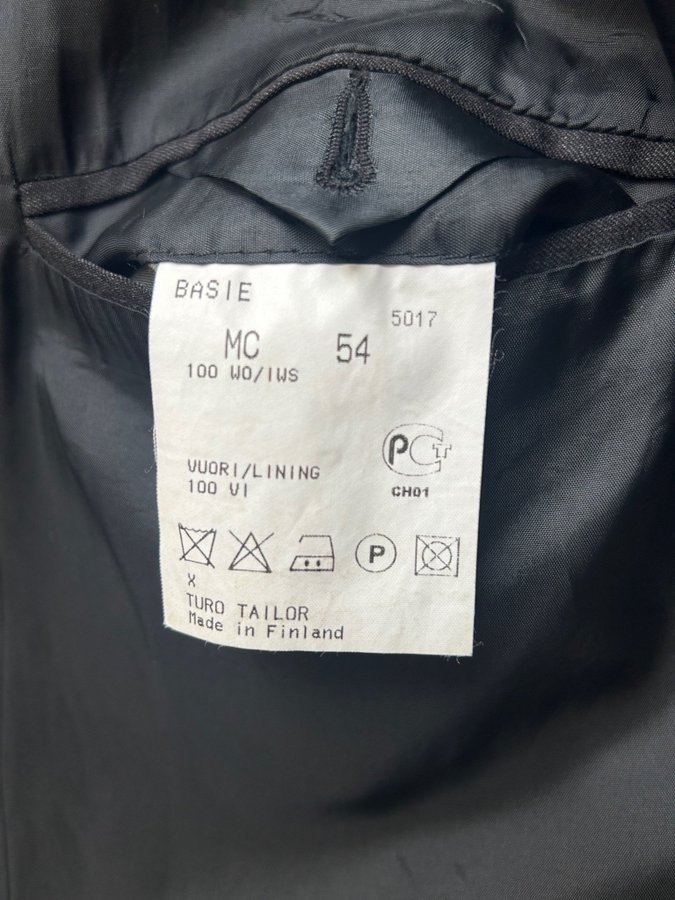 BASIE
5017
MC 54
100 WO/IWS
PCT
VUORI/LINING
100 VI
CH01
P
X
TURO TAILOR
Made in Finland